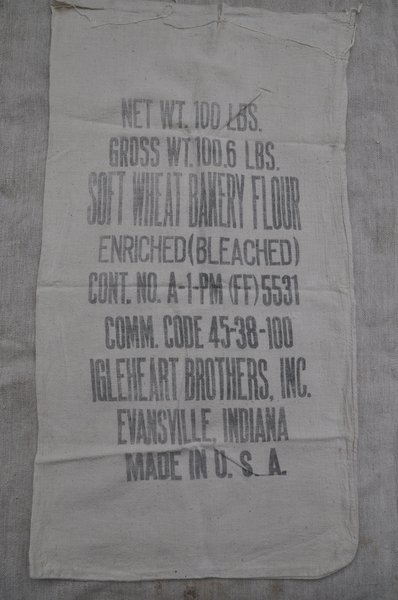 NET WT. 100 LBS.
GROSS WT. 100.6 LBS.
SOFT WHEAT BAKERY FLOUR
ENRICHED (BLEACHED)
CONT. NO. A-1-PM (FF) 5531
COMM. CODE 45-38-100
IGLEHEART BROTHERS, INC.
EVANSVILLE, INDIANA
MADE IN U. S. A.